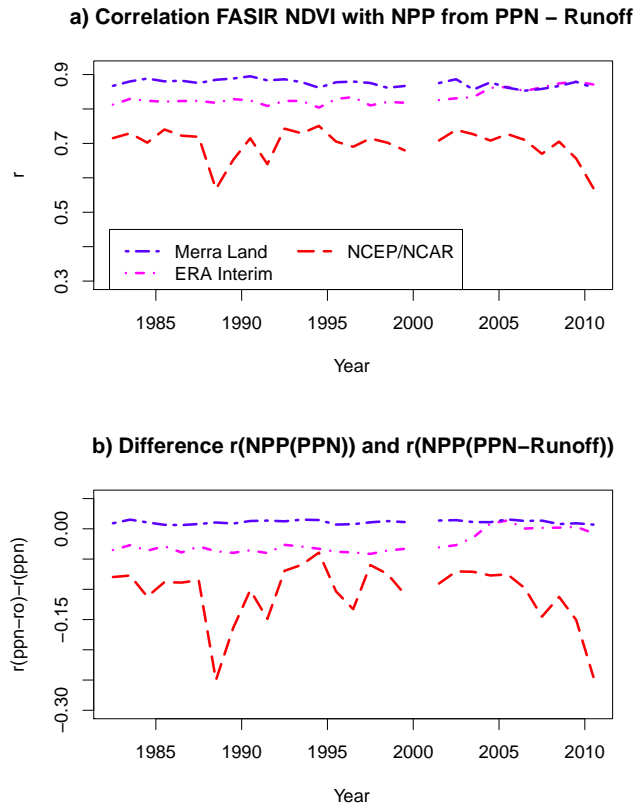 a) Correlation FASIR NDVI with NPP from PPN − Runoff
0.9
0.7
0.5
0.3
r
Merra Land
ERA Interim
NCEP/NCAR
1985 1990 1995 2000 2005 2010
Year
b) Difference r(NPP(PPN)) and r(NPP(PPN−Runoff))
0.00
−0.15
−0.30
r(ppn−ro)−r(ppn)
1985 1990 1995 2000 2005 2010
Year